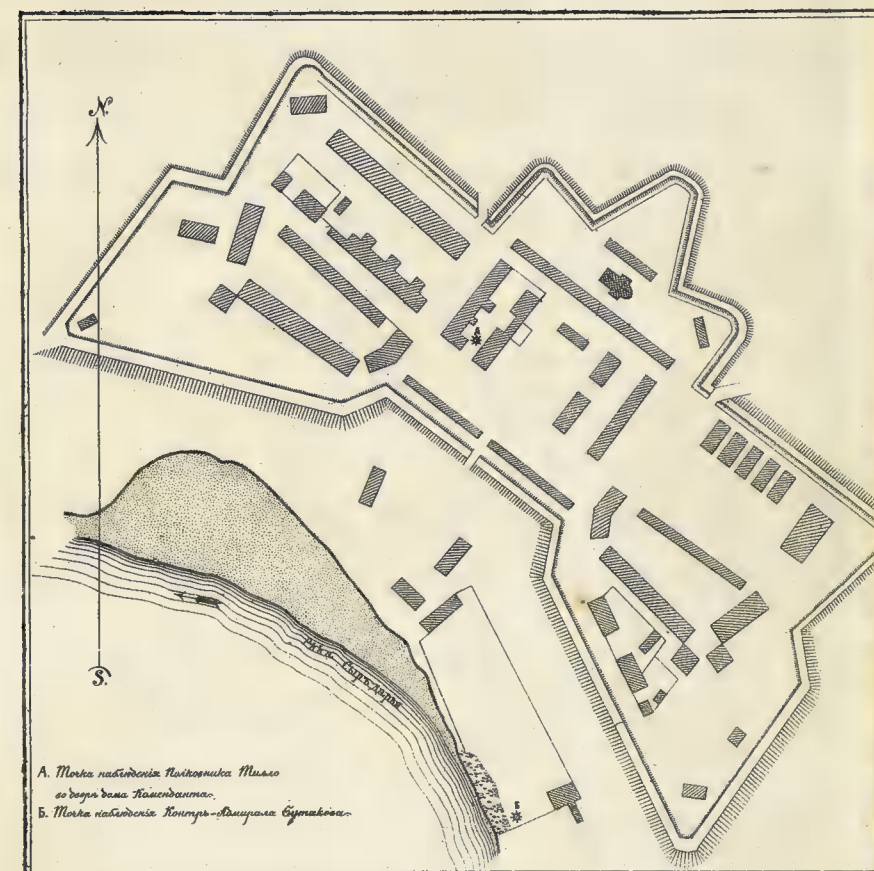 N.
А
Рѣка Сыръ-дарья
S.
А. Точка наблюденія Полковника Тилло
во дворѣ дома Коменданта.
Б. Точка наблюденія Контръ-Адмирала Бутакова.
Б